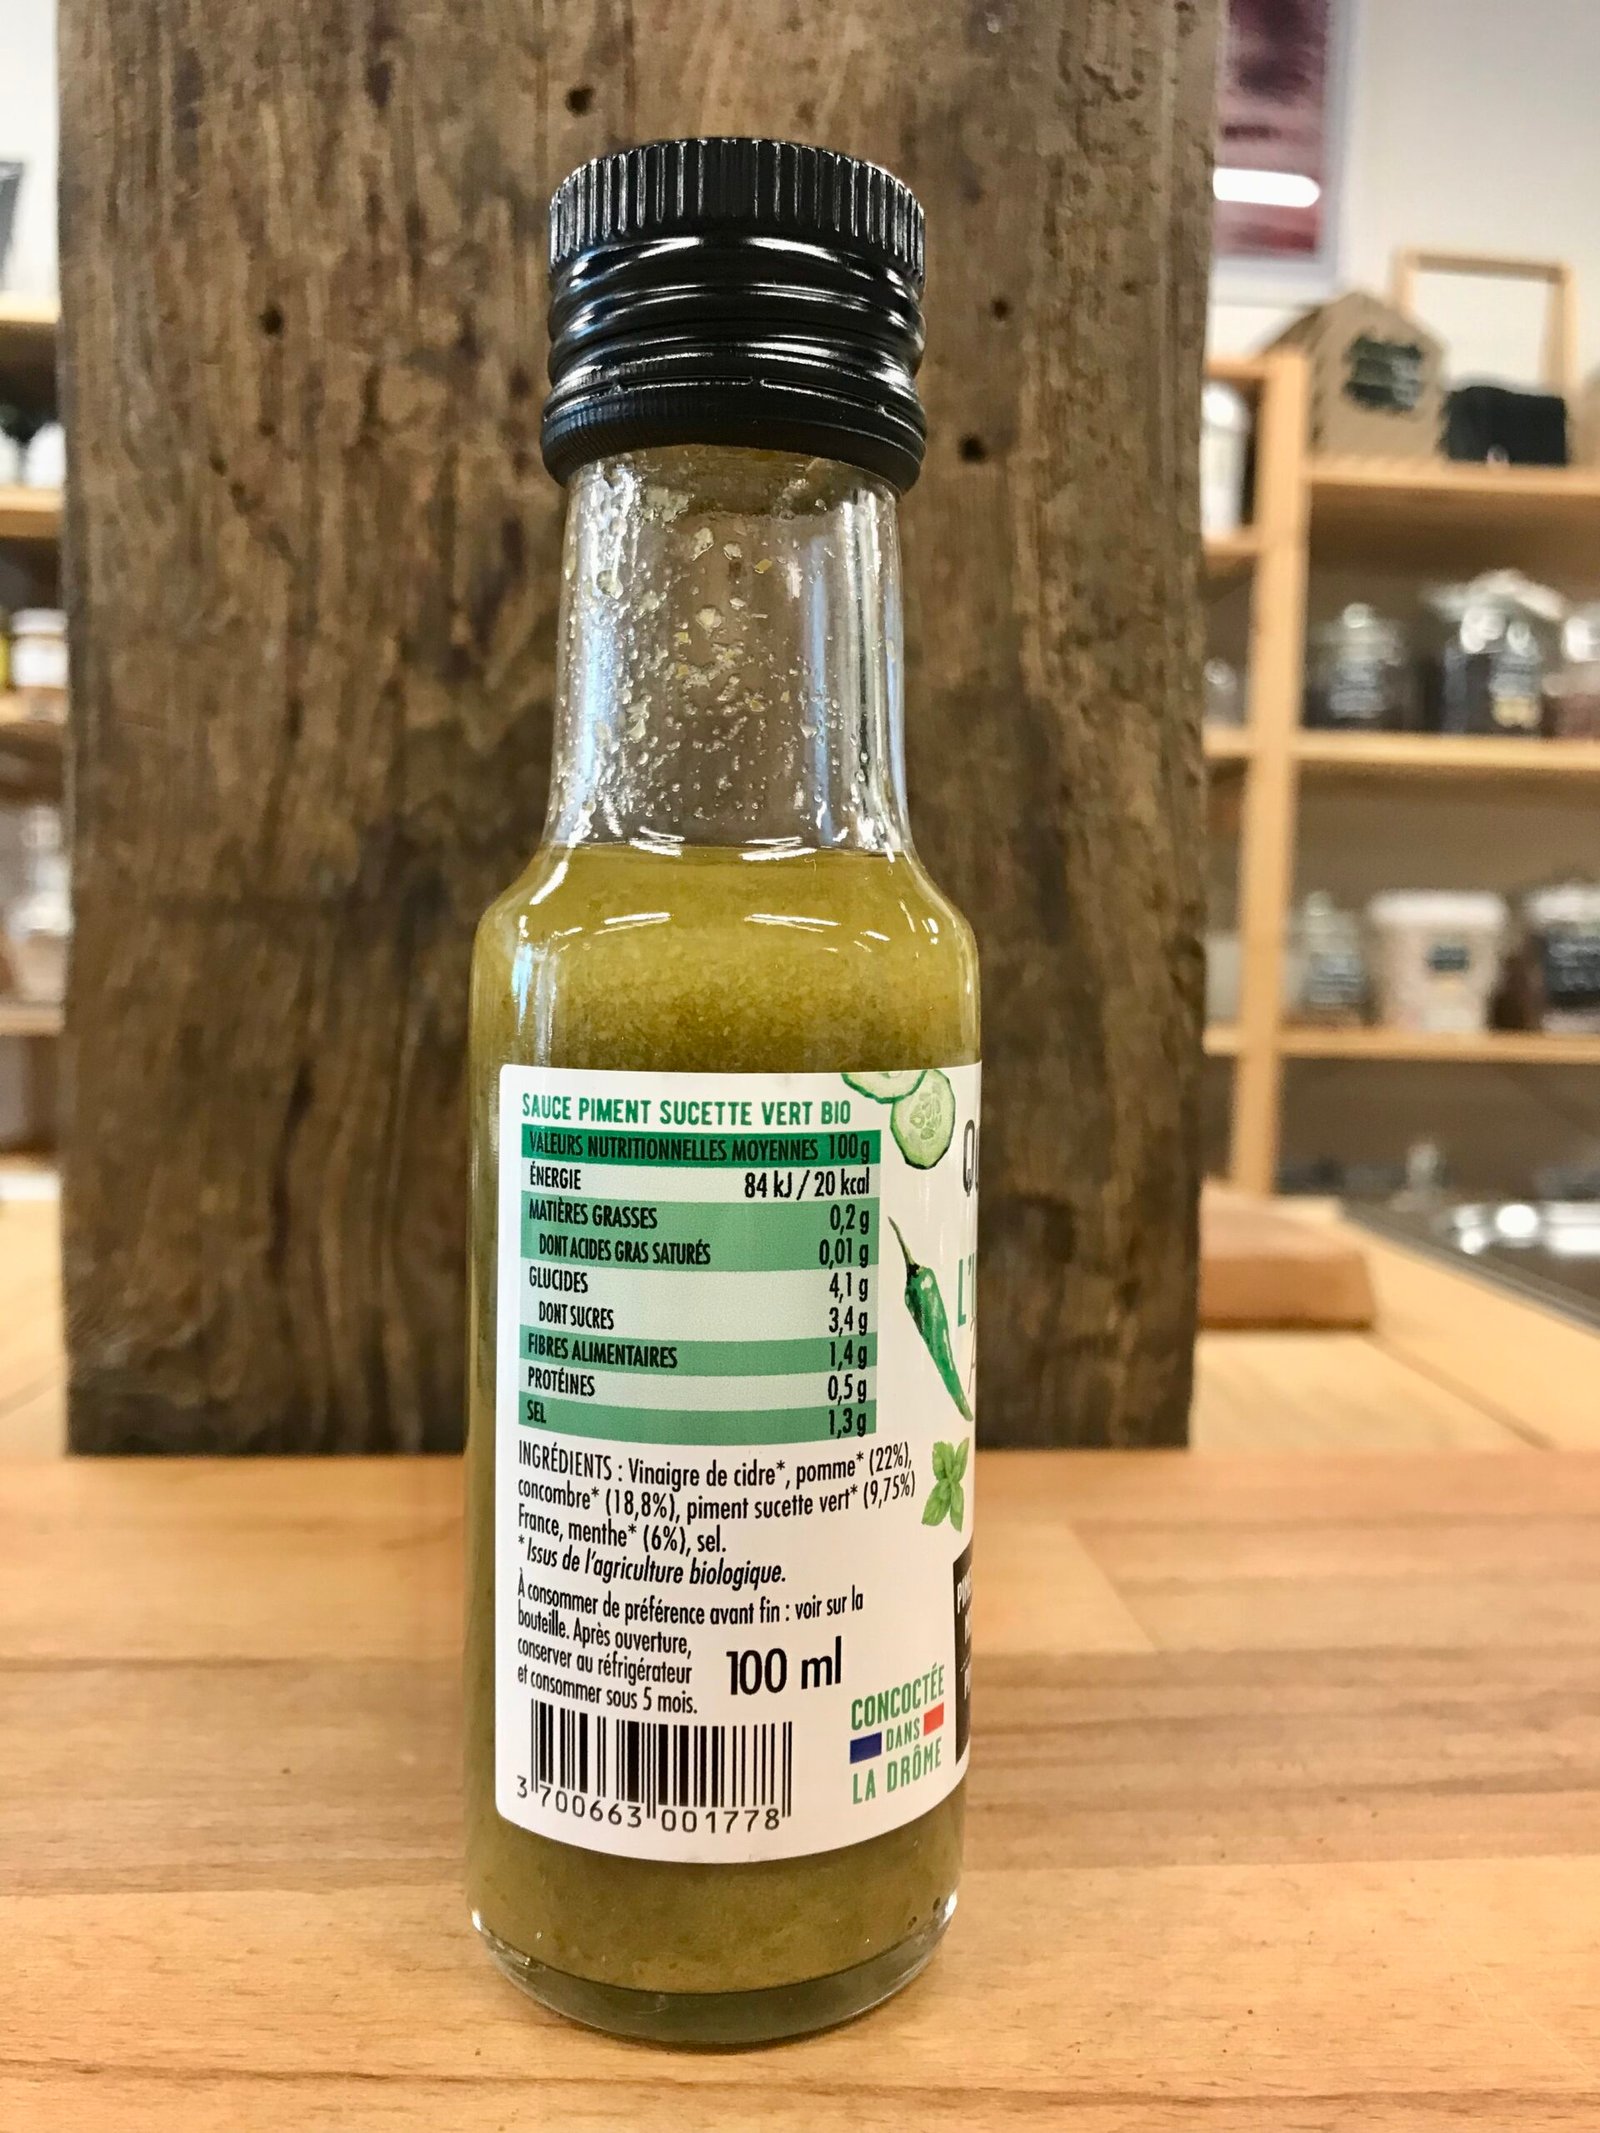 SAUCE PIMENT SUCETTE VERT BIO
VALEURS NUTRITIONNELLES MOYENNES 100 g
ÉNERGIE 84 kJ / 20 kcal
MATIÈRES GRASSES 0,2 g
DONT ACIDES GRAS SATURÉS 0,01 g
GLUCIDES 4,1 g
DONT SUCRES 3,4 g
FIBRES ALIMENTAIRES 1,4 g
PROTÉINES 0,5 g
SEL 1,3 g
INGRÉDIENTS : Vinaigre de cidre*, pomme* (22%),
concombre* (18,8%), piment sucette vert* (9,75%)
France, menthe* (6%), sel.
*Issus de l'agriculture biologique.
À consommer de préférence avant fin : voir sur la
bouteille. Après ouverture,
conserver au réfrigérateur
et consommer sous 5 mois.
100 ml
CONCOCTÉE
DANS
LA DRÔME
3 700663 001778